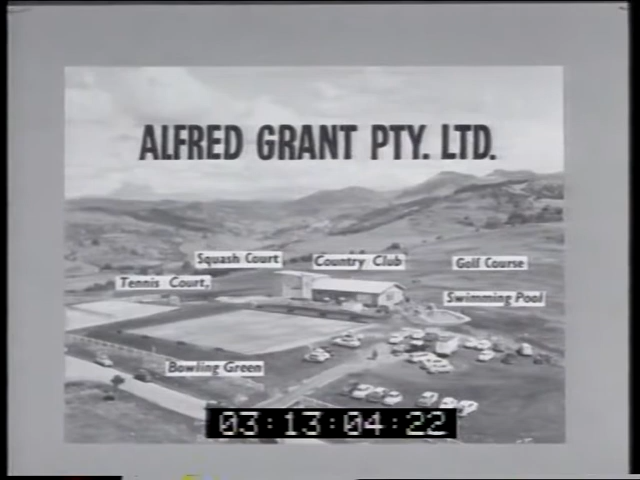 ALFRED GRANT PTY. LTD.
Squash Court
Country Club
Golf Course
Tennis Court,
Swimming Pool
Bowling Green
03:13:04:22